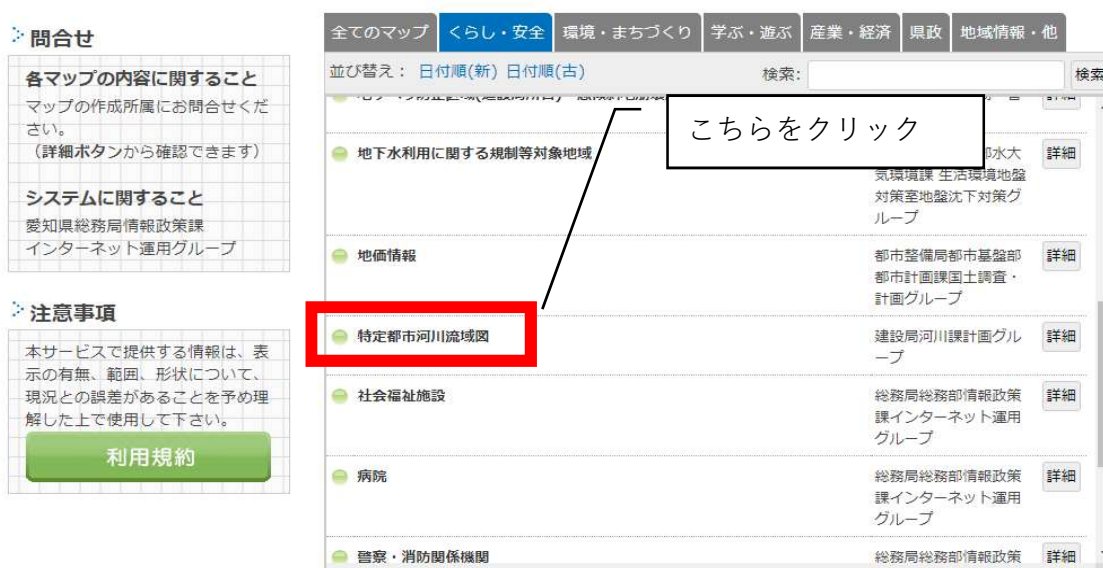 問合せ
各マップの内容に関すること
マップの作成所属にお問合せくだ
さい。
（詳細ボタンから確認できます）
システムに関すること
愛知県総務局情報政策課
インターネット運用グループ
注意事項
本サービスで提供する情報は、表
示の有無、範囲、形状について、
現況との誤差があることを予め理
解した上で使用して下さい。
利用規約
全てのマップ くらし・安全 環境・まちづくり 学ぶ・遊ぶ 産業・経済 県政 地域情報・他
並び替え： 日付順(新) 日付順(古) 検索: 検索
こちらをクリック
地下水利用に関する規制等対象地域
水大
気環境課 生活環境地盤
対策室地盤沈下対策グ
ループ
詳細
地価情報
都市整備局都市基盤部
都市計画課国土調査・
計画グループ
詳細
特定都市河川流域図
建設局河川課計画グル
ープ
詳細
社会福祉施設
総務局総務部情報政策
課インターネット運用
グループ
詳細
病院
総務局総務部情報政策
課インターネット運用
グループ
詳細
警察・消防関係機関
総務局総務部情報政策
詳細